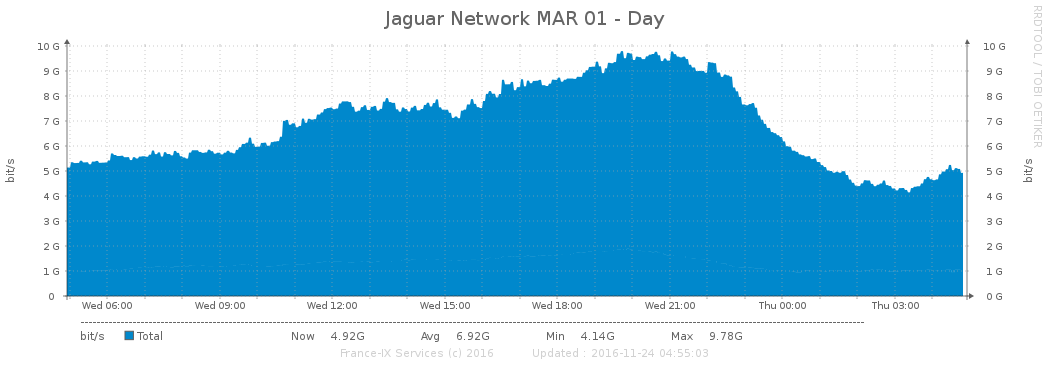 Jaguar Network MAR 01 - Day
RRDTOOL / TOBI OETIKER
10 G 10 G
9 G 9 G
8 G 8 G
7 G 7 G
6 G 6 G
5 G 5 G
4 G 4 G
3 G 3 G
2 G 2 G
1 G 1 G
0 0 G
bit/s
bit/s
Wed 06:00 Wed 09:00 Wed 12:00 Wed 15:00 Wed 18:00 Wed 21:00 Thu 00:00 Thu 03:00
bit/s Total Now 4.92G Avg 6.92G Min 4.14G Max 9.78G
France-IX Services (c) 2016 Updated : 2016-11-24 04:55:03